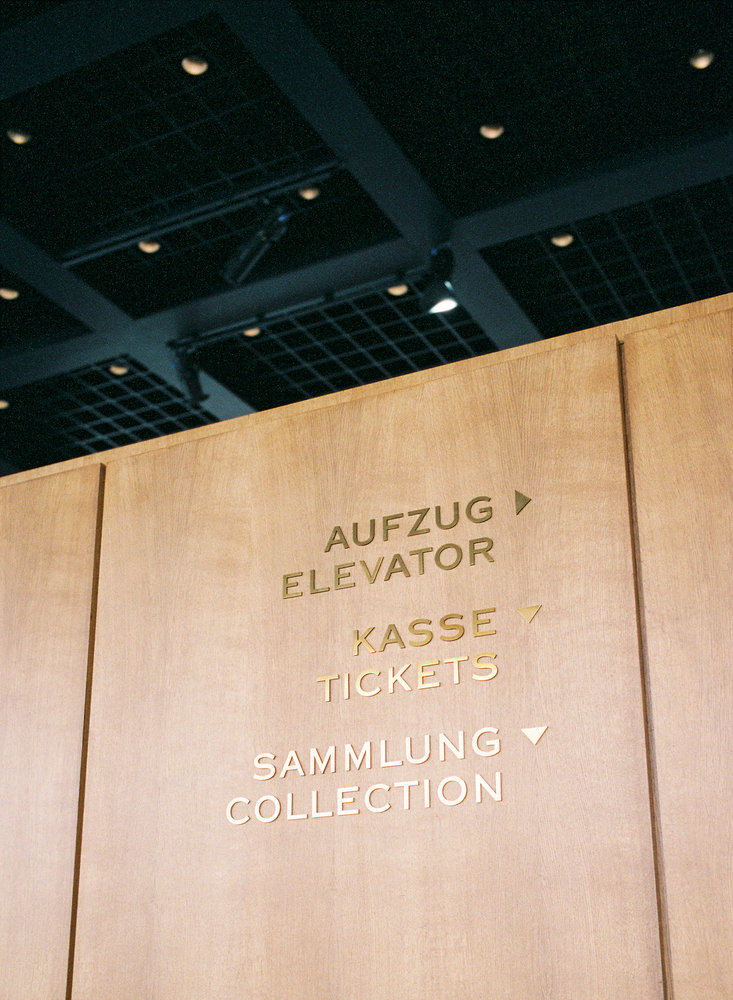 AUFZUG ▶
ELEVATOR
KASSE ▼
TICKETS
SAMMLUNG ▼
COLLECTION